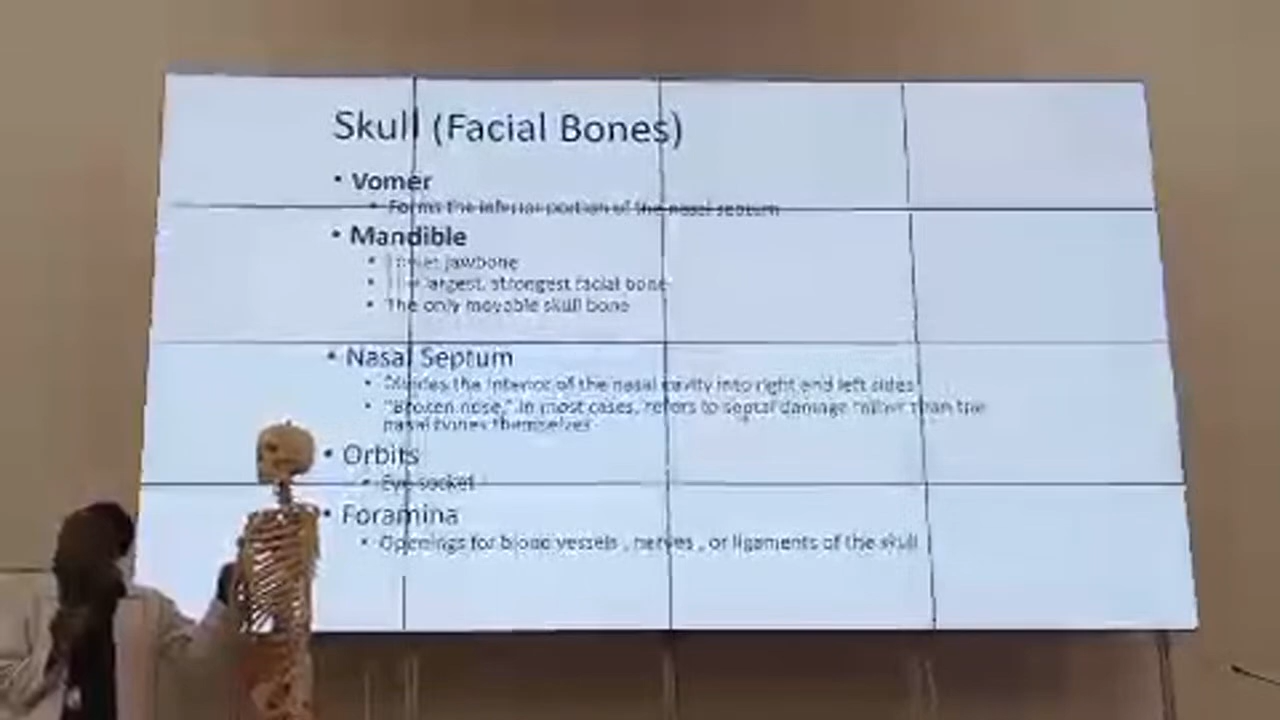 Skull (Facial Bones)
• Vomer
• Forms the inferior portion of the nasal septum
• Mandible
• Lower jawbone
• The largest, strongest facial bone
• The only movable skull bone
• Nasal Septum
• Divides the interior of the nasal cavity into right and left sides
• "Broken nose," in most cases, refers to septal damage rather than the
nasal bones themselves
• Orbits
• Eye socket
• Foramina
• Openings for blood vessels , nerves , or ligaments of the skull